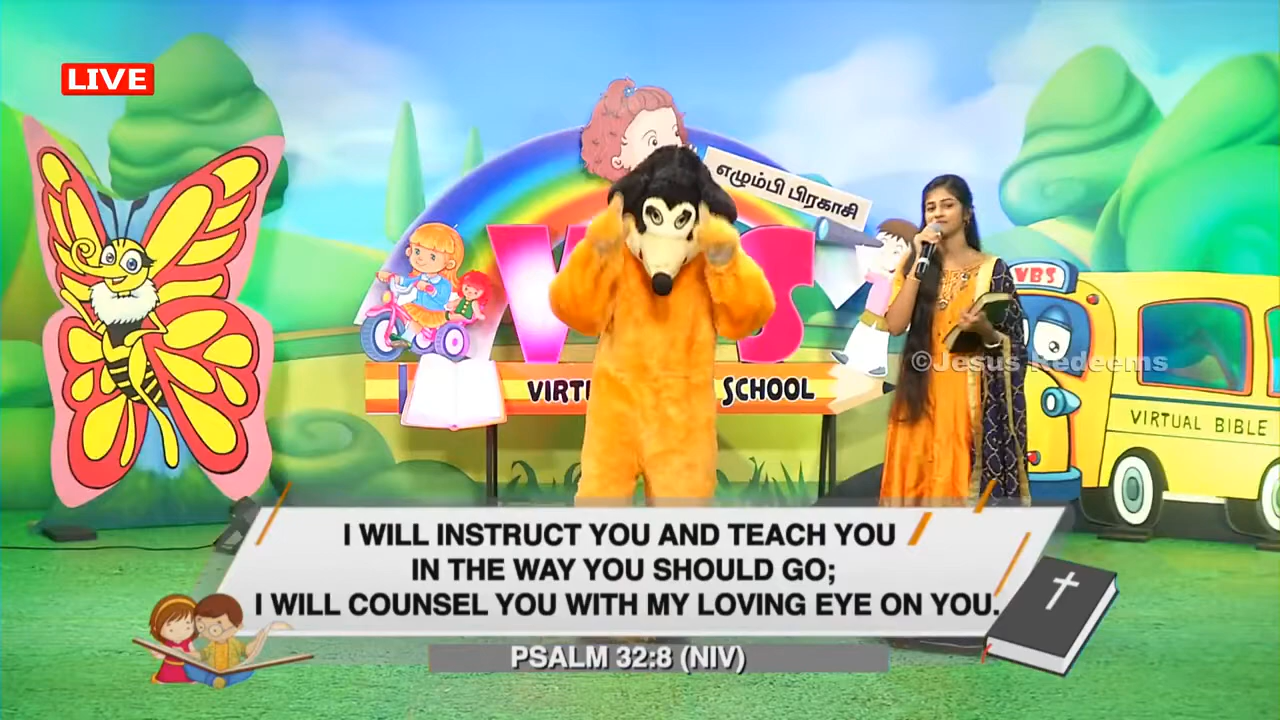 LIVE
எழும்பி பிரகாசி
VBS
VBS
©Jesus Redeems
SCHOOL
VIRTUAL BIBLE
I WILL INSTRUCT YOU AND TEACH YOU
IN THE WAY YOU SHOULD GO;
I WILL COUNSEL YOU WITH MY LOVING EYE ON YOU.
PSALM 32:8 (NIV)